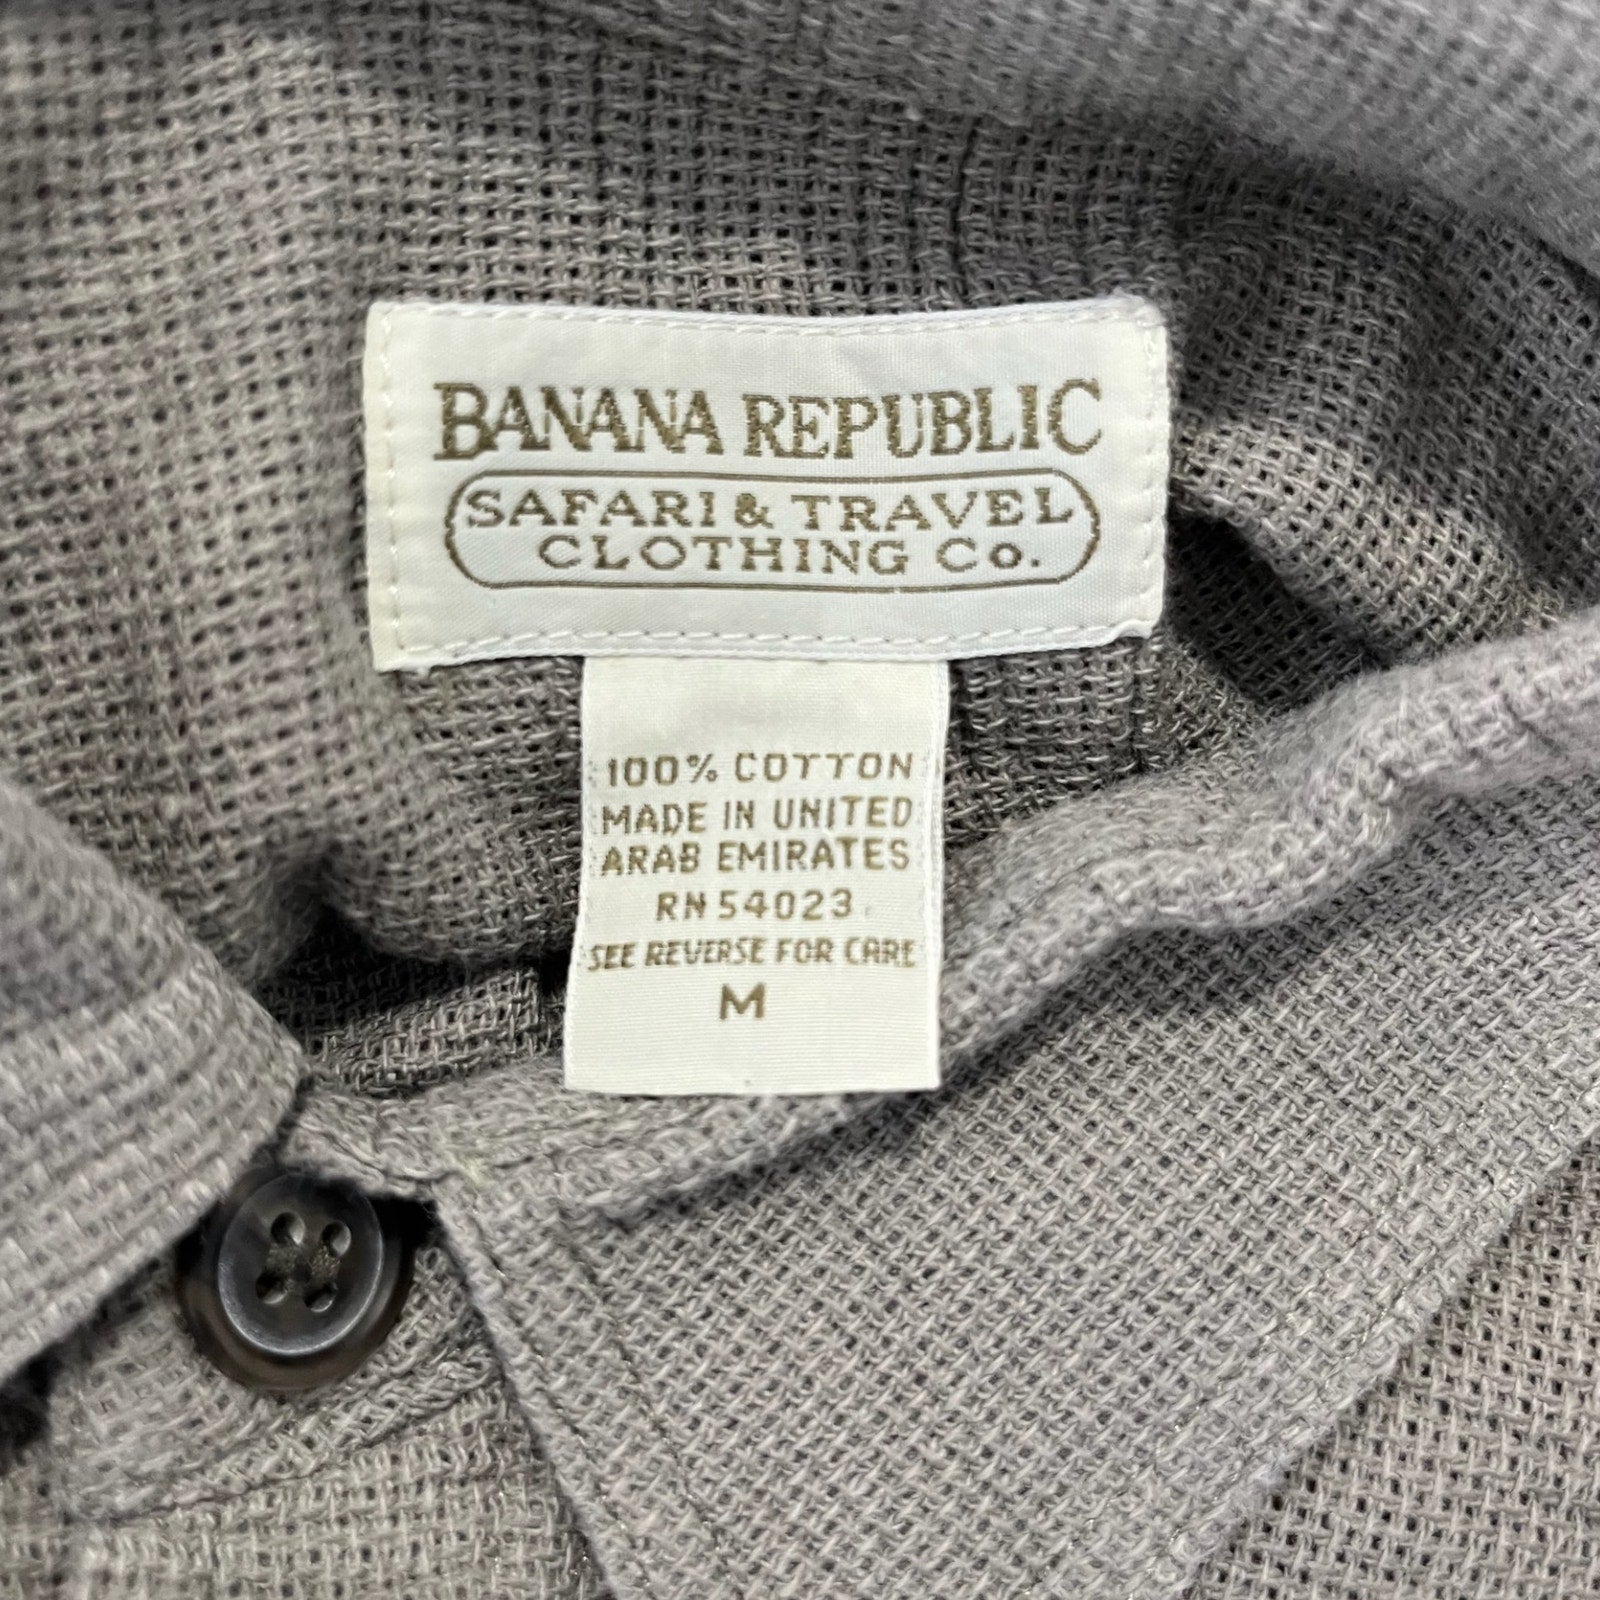 BANANA REPUBLIC
SAFARI & TRAVEL
CLOTHING Co.
100% COTTON
MADE IN UNITED
ARAB EMIRATES
RN 54023
SEE REVERSE FOR CARE
M